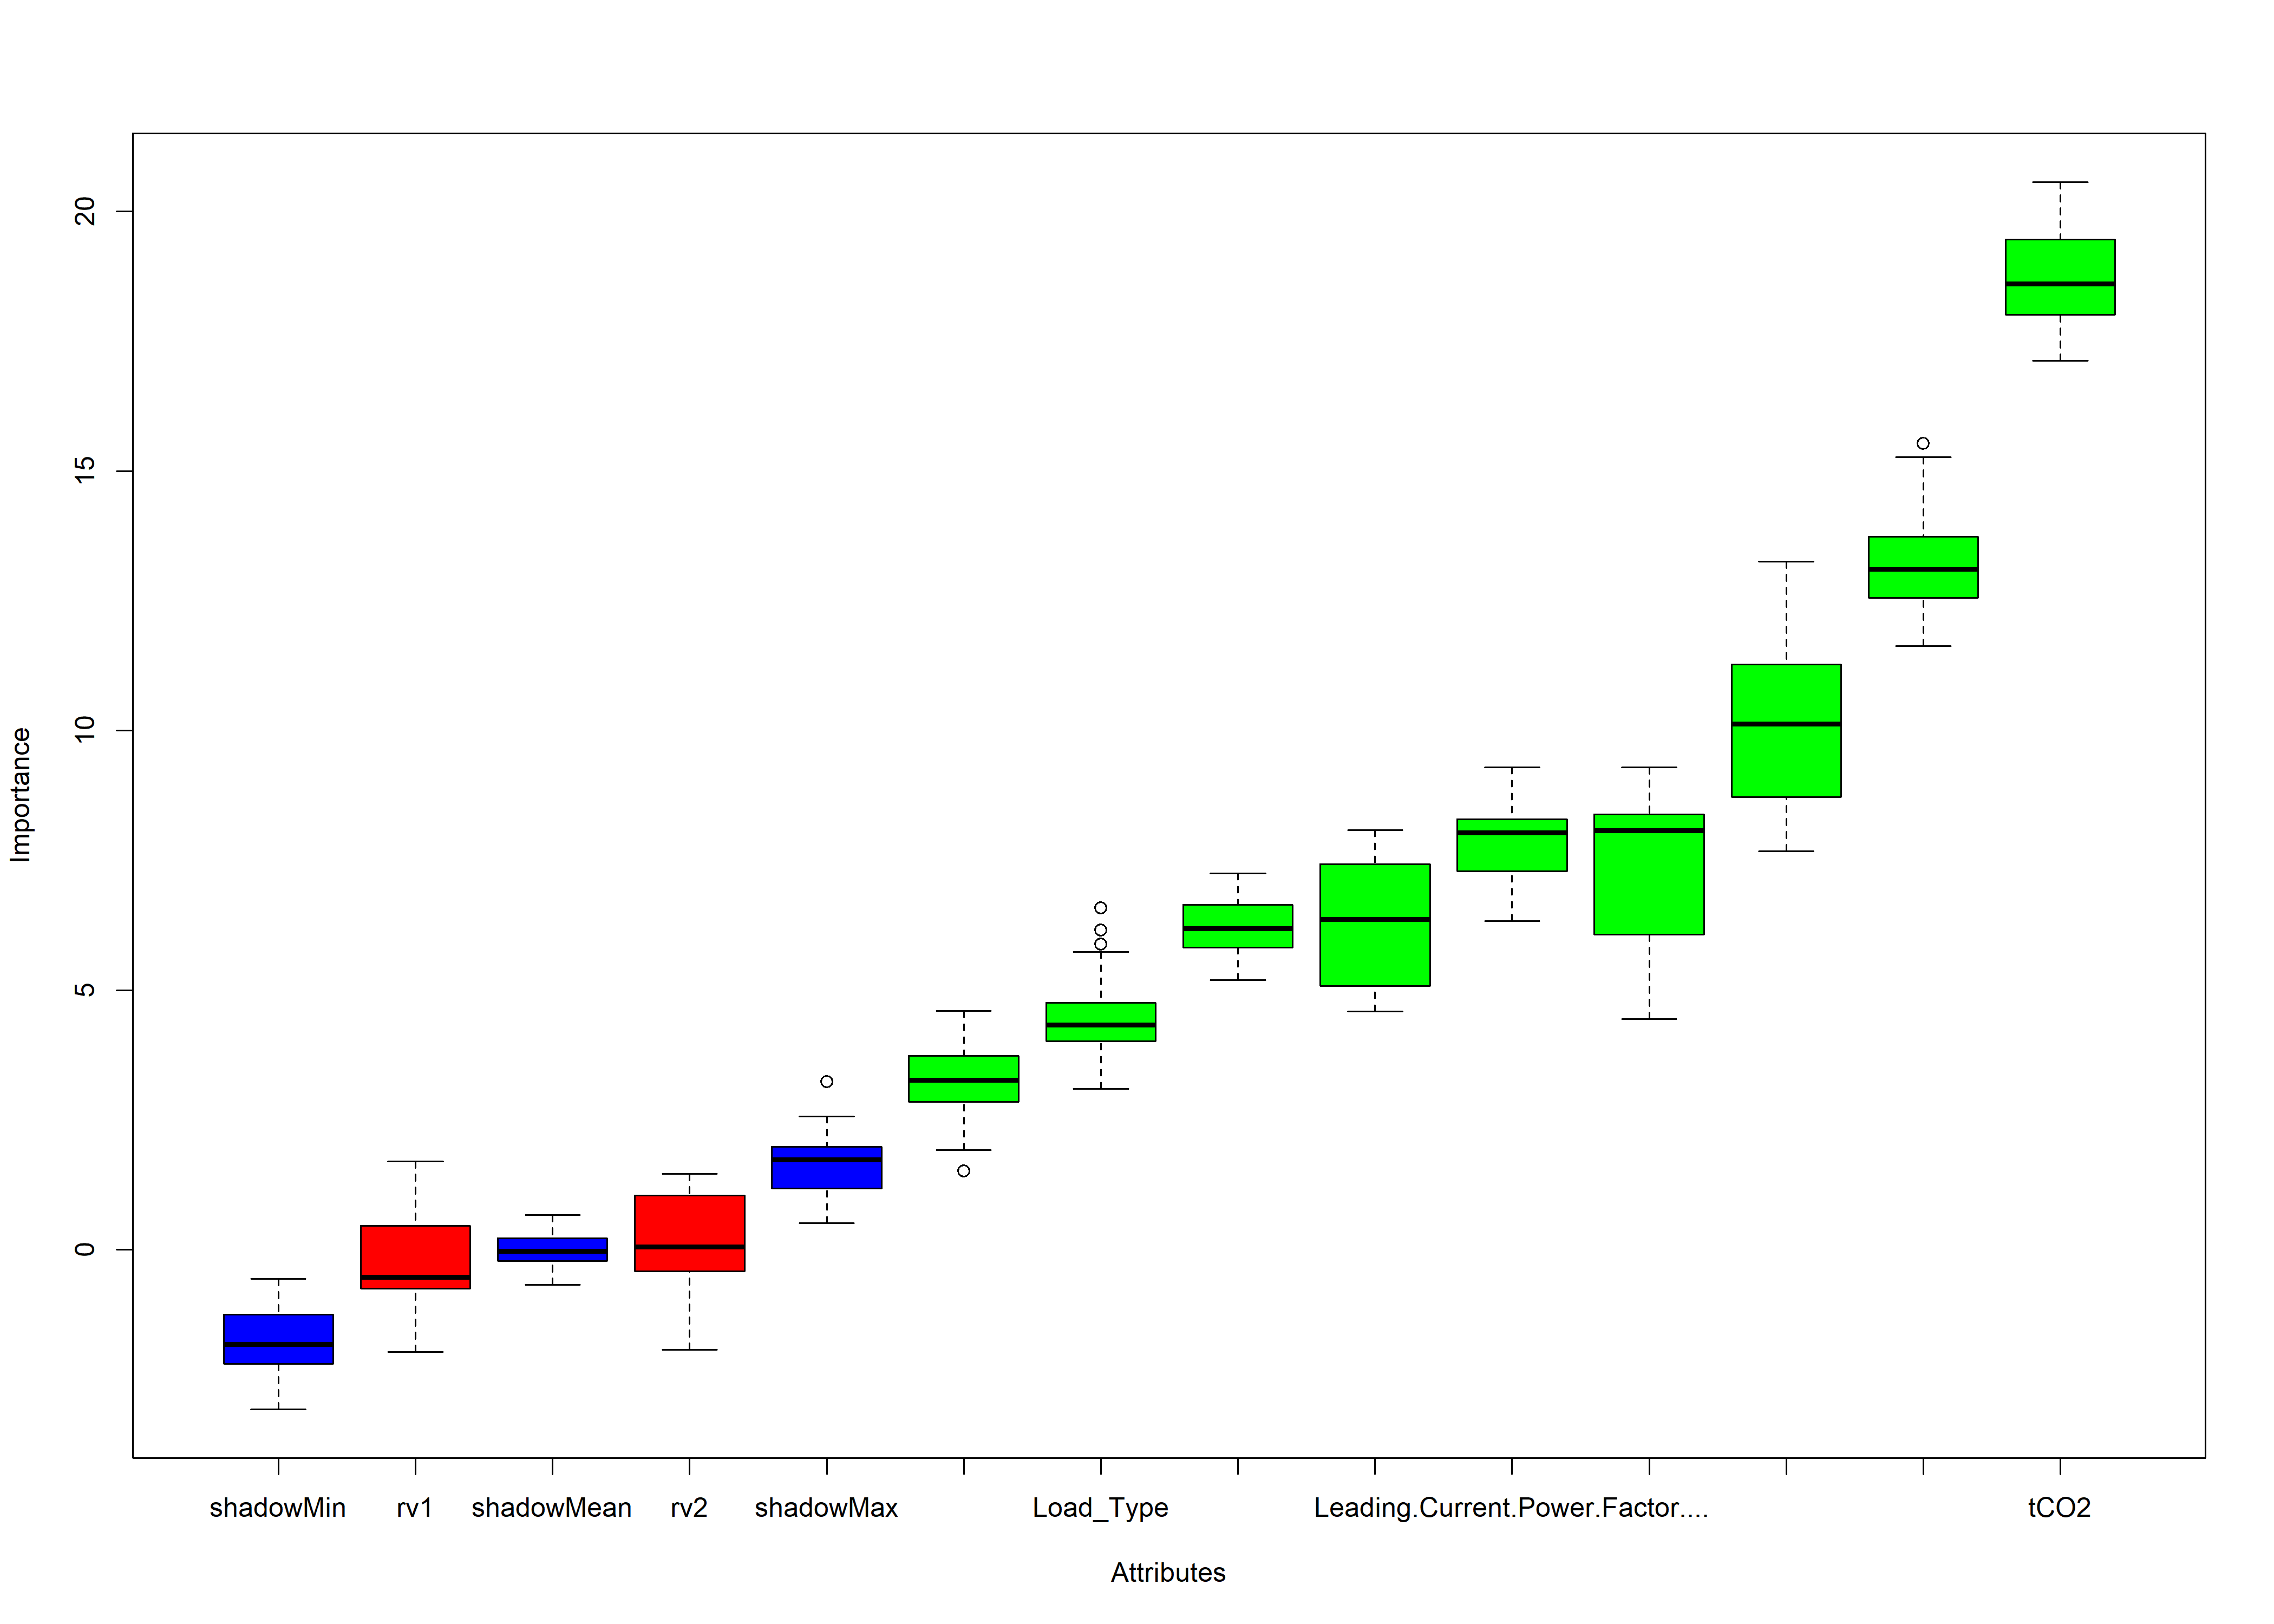 20
15
10
5
0
Importance
shadowMin rv1 shadowMean rv2 shadowMax Load_Type Leading.Current.Power.Factor.... tCO2
Attributes